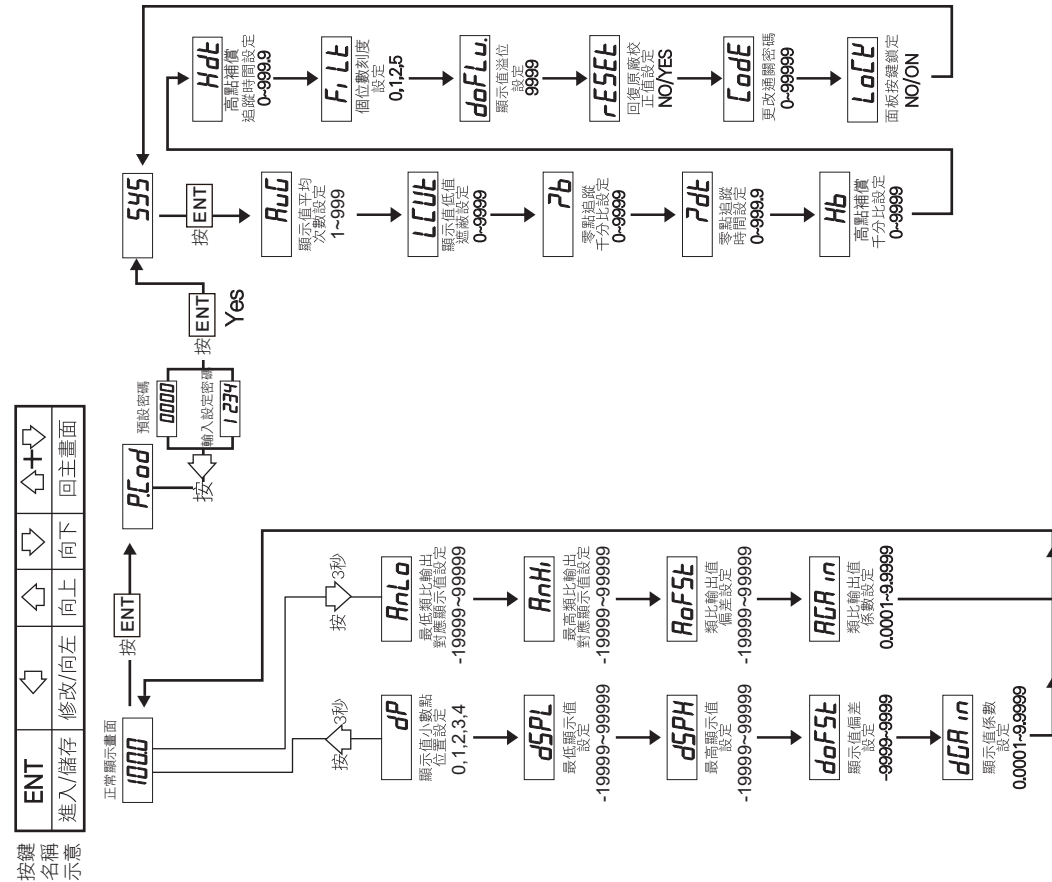 按鍵
名稱
示意
ENT
進入/儲存
修改/向左
向上
向下
+
回主畫面
正常顯示畫面
100.0
按 ENT
P.Cod
按
預設密碼
0000
輸入設定密碼
1234
按 ENT
Yes
SYS
按 ENT
AvG
顯示值平均
次數設定
1~999
LCUt
顯示值低值
遮蔽設定
0~9999
Zb
零點追蹤
千分比設定
0~9999
Zdt
零點追蹤
時間設定
0~999.9
Hb
高點補償
千分比設定
0~9999
Hdt
高點補償
追蹤時間設定
0~999.9
Fi Lt
個位數刻度
設定
0,1,2,5
doFLv.
顯示值溢位
設定
9999
rESEt
回復原廠校
正值設定
NO/YES
CodE
更改通關密碼
0~99999
LoCK
面板按鍵鎖定
NO/ON
按 3秒
dP
顯示值小數點
位置設定
0,1,2,3,4
dSPL
最低顯示值
設定
-19999~99999
dSPH
最高顯示值
設定
-19999~99999
doFSt
顯示值偏差
設定
-9999~9999
dGAin
顯示值係數
設定
0.0001~9.9999
按 3秒
AnLo
最低類比輸出
對應顯示值設定
-19999~99999
AnHi
最高類比輸出
對應顯示值設定
-19999~99999
AoFSt
類比輸出值
偏差設定
-19999~99999
AGAin
類比輸出值
係數設定
0.0001~9.9999